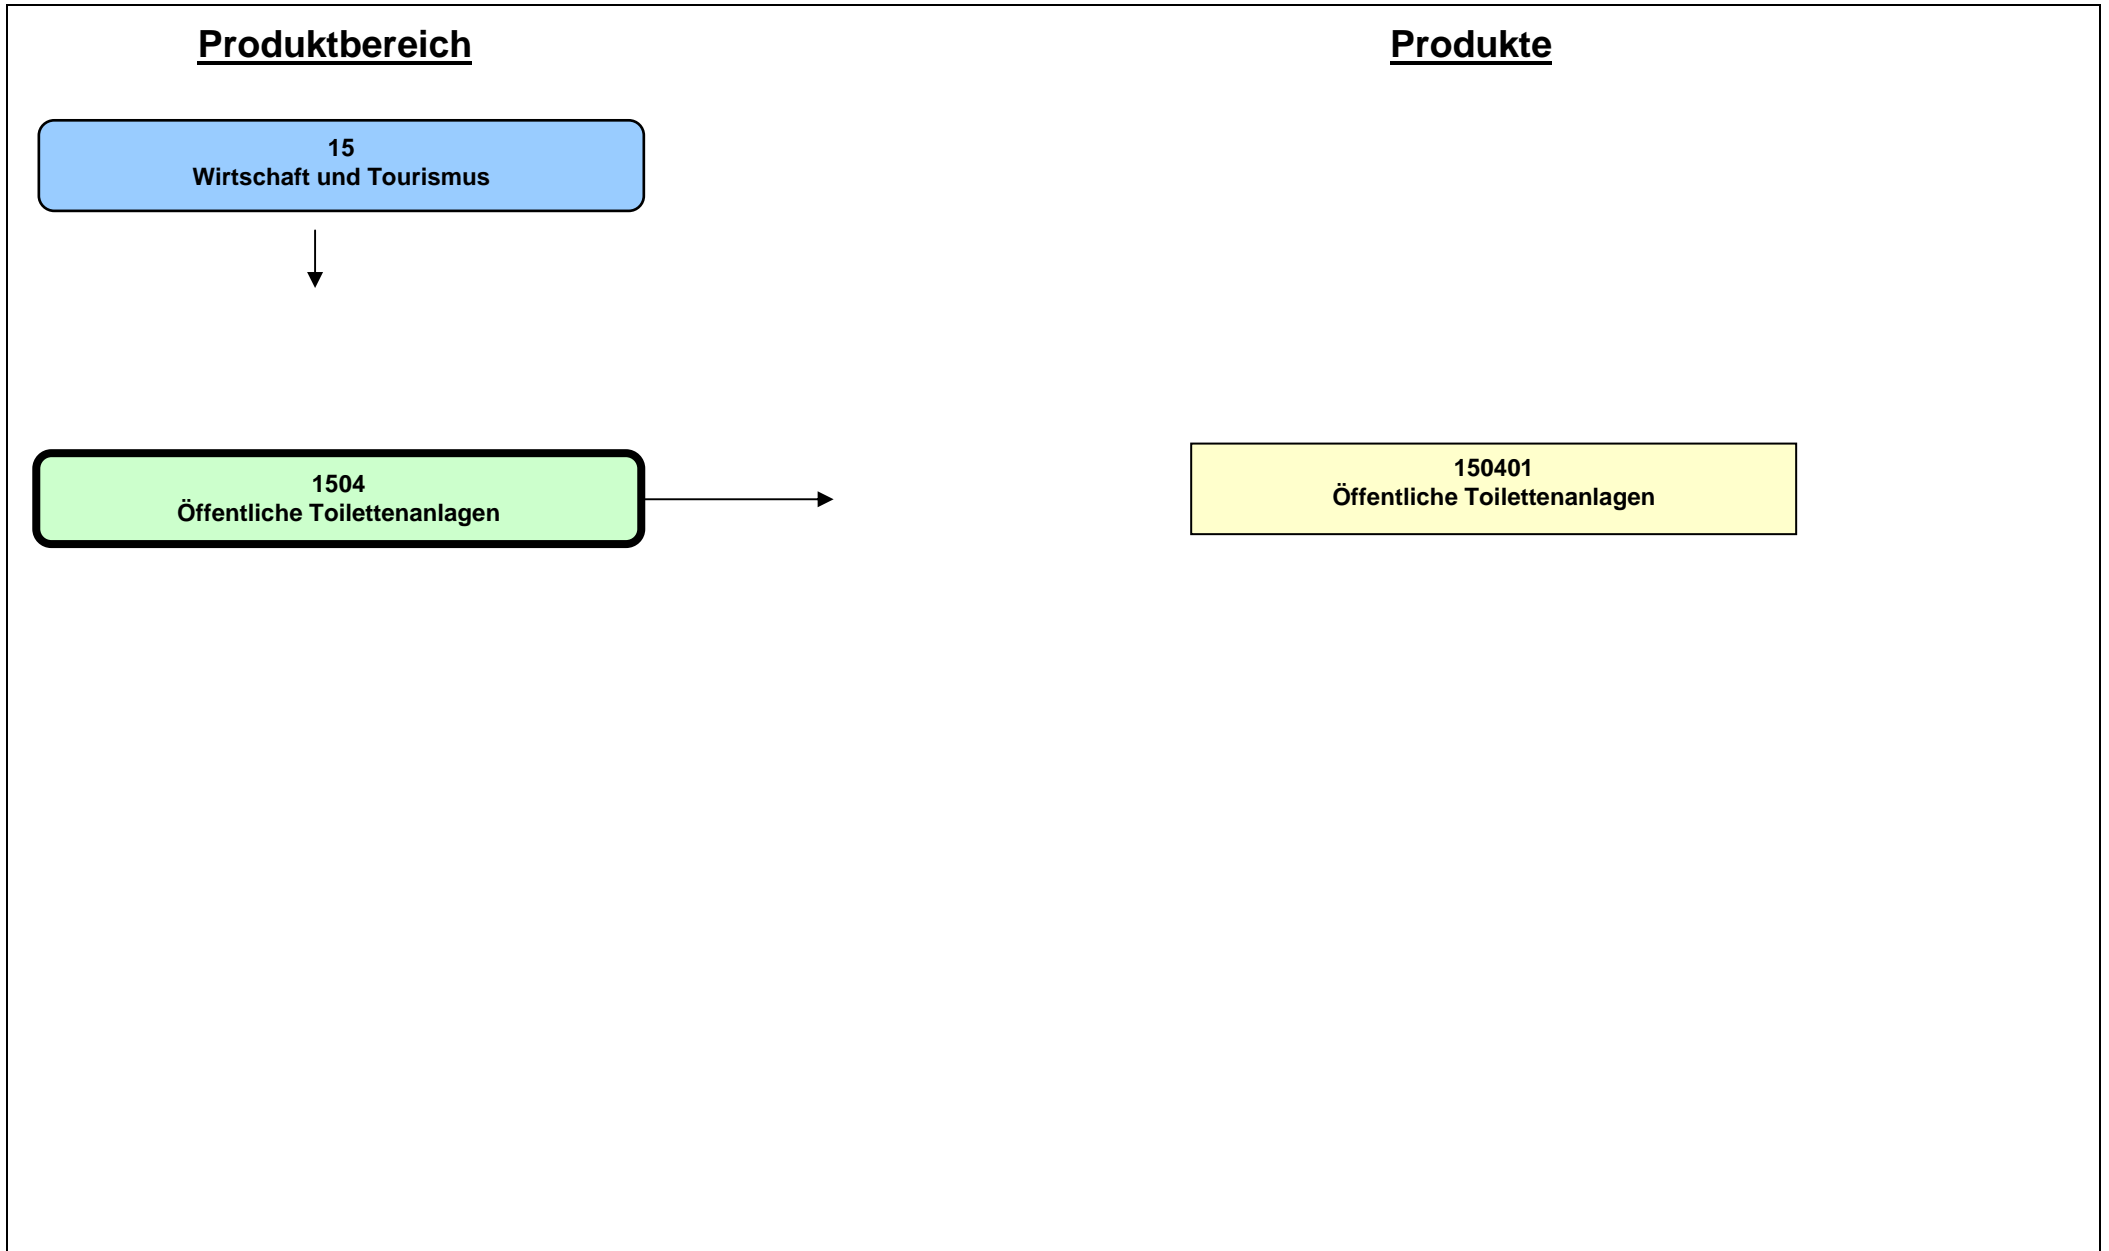 Produktbereich
Produkte
15
Wirtschaft und Tourismus
1504
Öffentliche Toilettenanlagen
150401
Öffentliche Toilettenanlagen